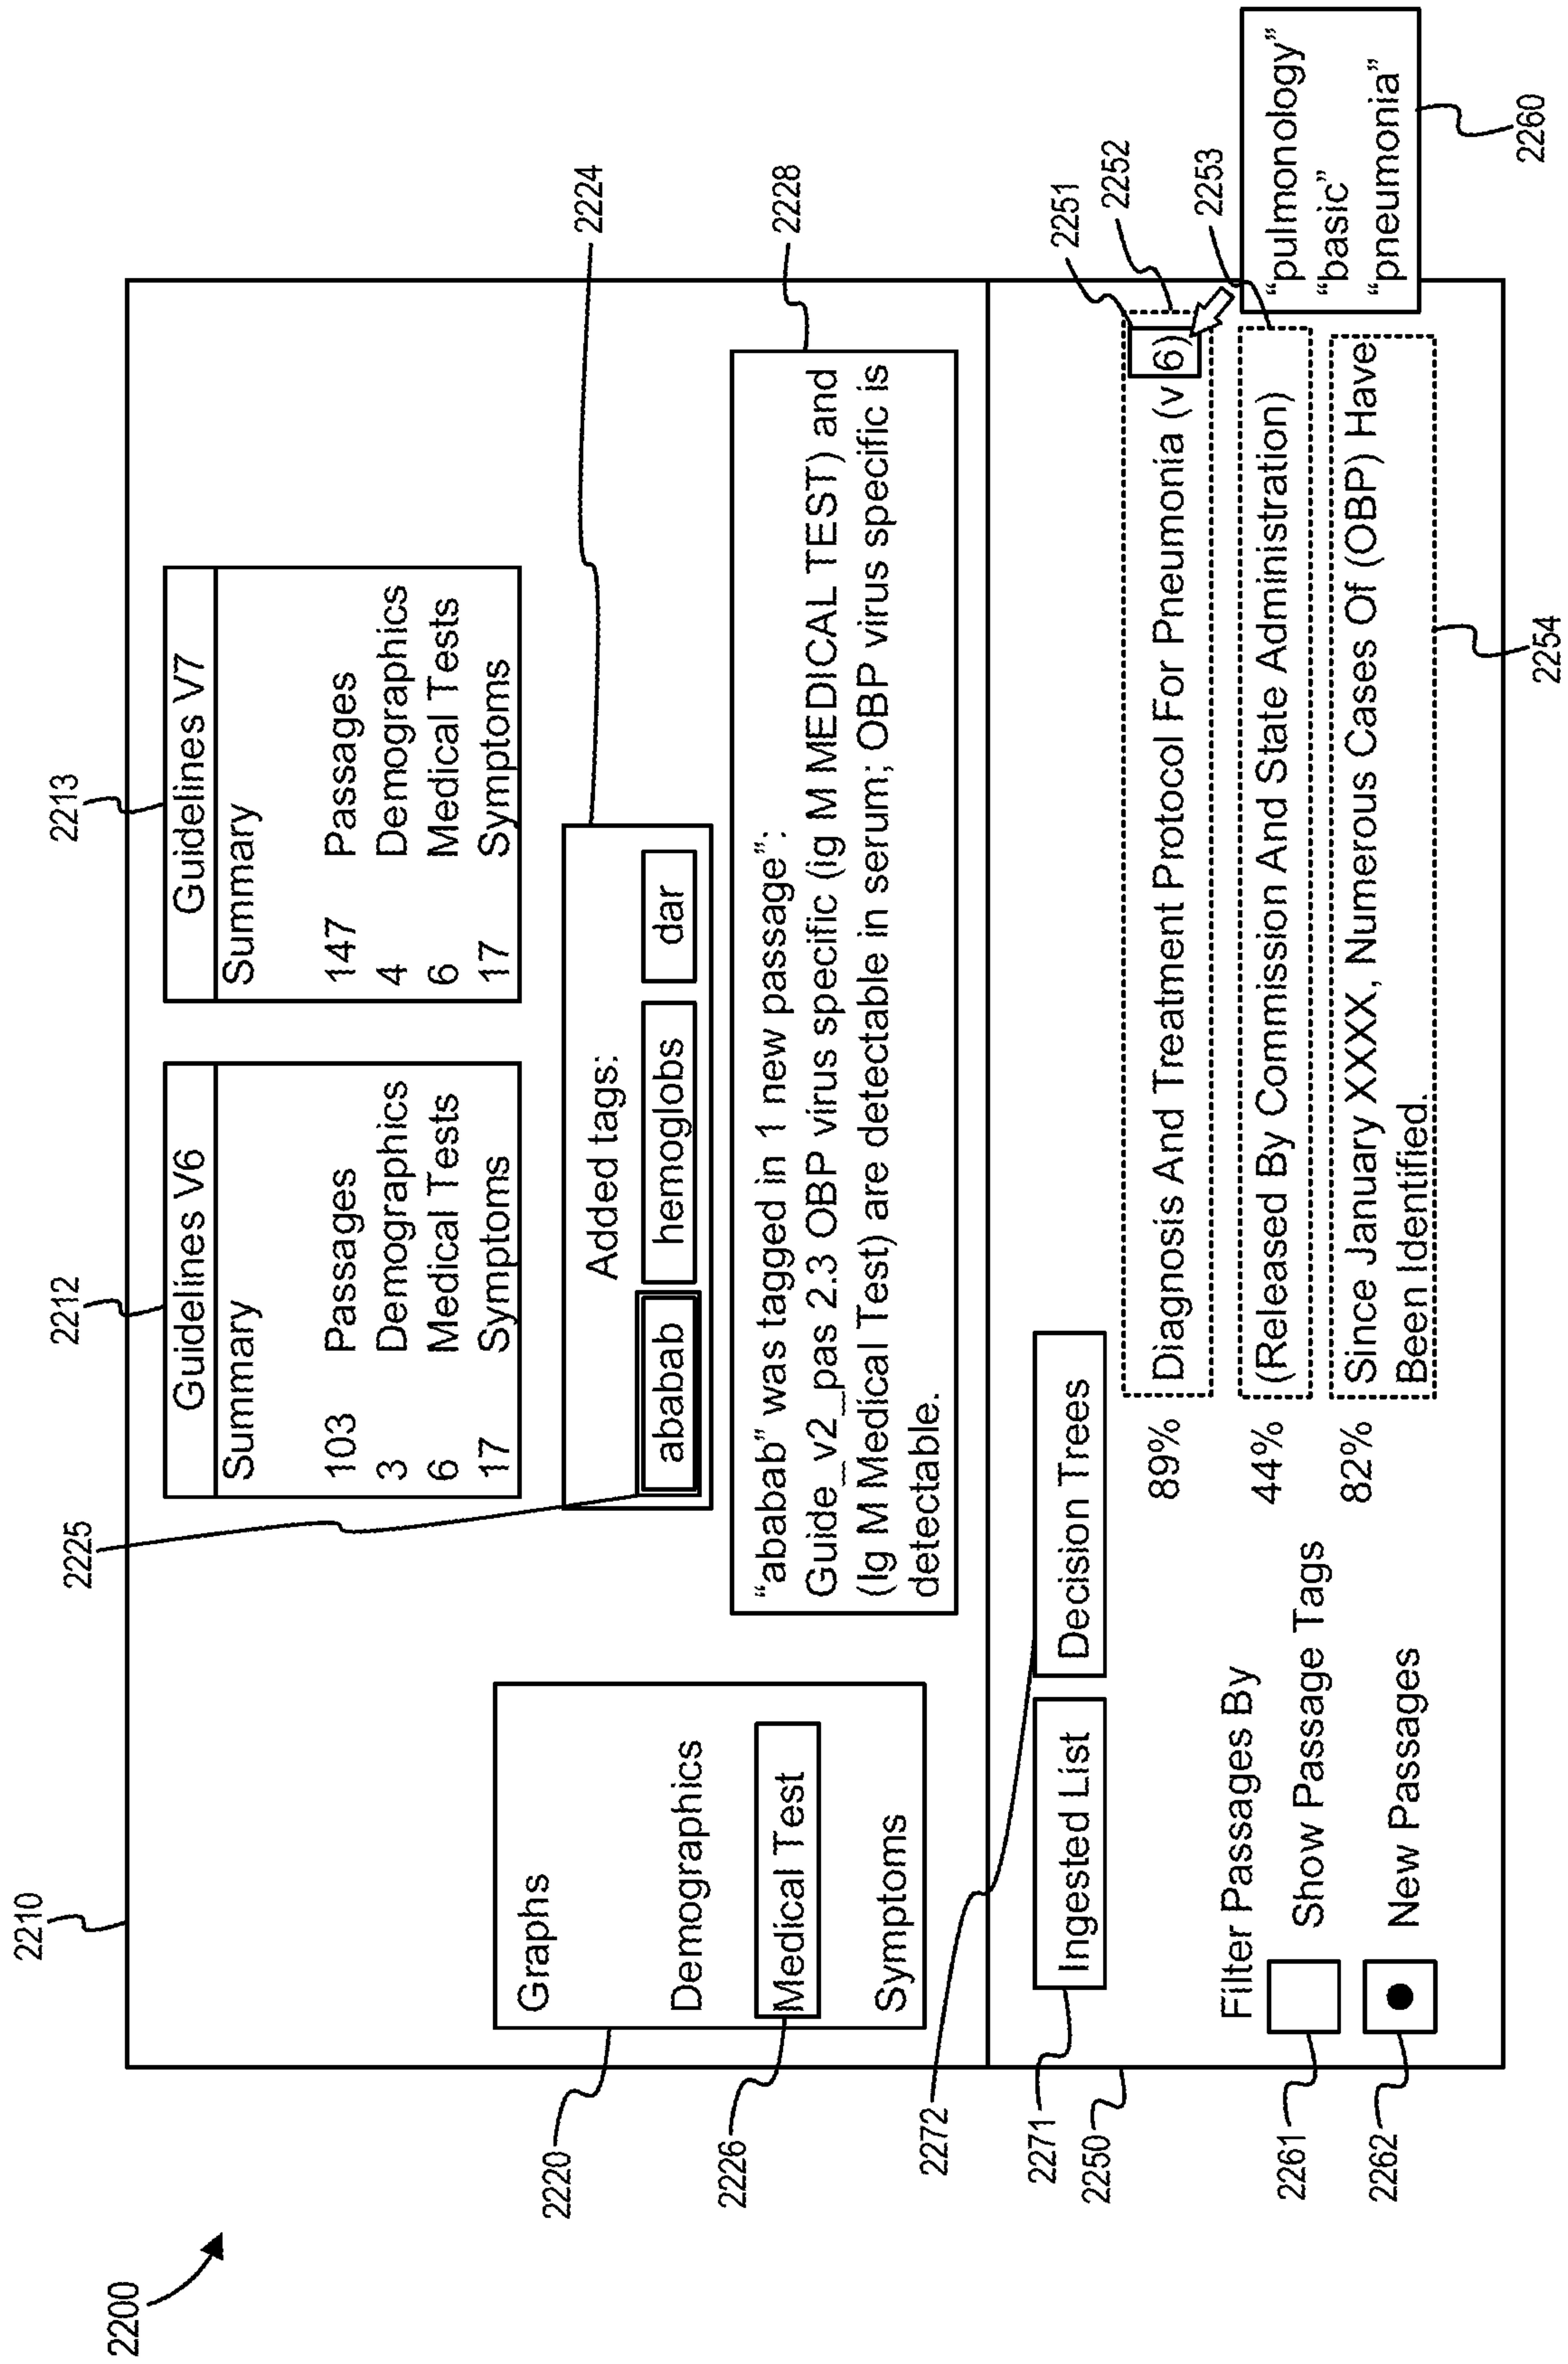 2200
2210
2212
2213
Guidelines V6
Summary
103 Passages
3 Demographics
6 Medical Tests
17 Symptoms
Guidelines V7
Summary
147 Passages
4 Demographics
6 Medical Tests
17 Symptoms
2220
Graphs
Demographics
Medical Test
Symptoms
2226
2225
2224
Added tags:
ababab
hemoglobs
dar
2228
“ababab” was tagged in 1 new passage”:
Guide_v2_pas 2.3 OBP virus specific (ig M MEDICAL TEST) and
(Ig M Medical Test) are detectable in serum; OBP virus specific is
detectable.
2272
2271
2250
Ingested List
Decision Trees
Filter Passages By
Show Passage Tags
New Passages
2261
2262
2251
2252
2253
89% Diagnosis And Treatment Protocol For Pneumonia (v 6)
44% (Released By Commission And State Administration)
82% Since January XXXX, Numerous Cases Of (OBP) Have
Been Identified.
2254
“pulmonology”
“basic”
“pneumonia”
2260